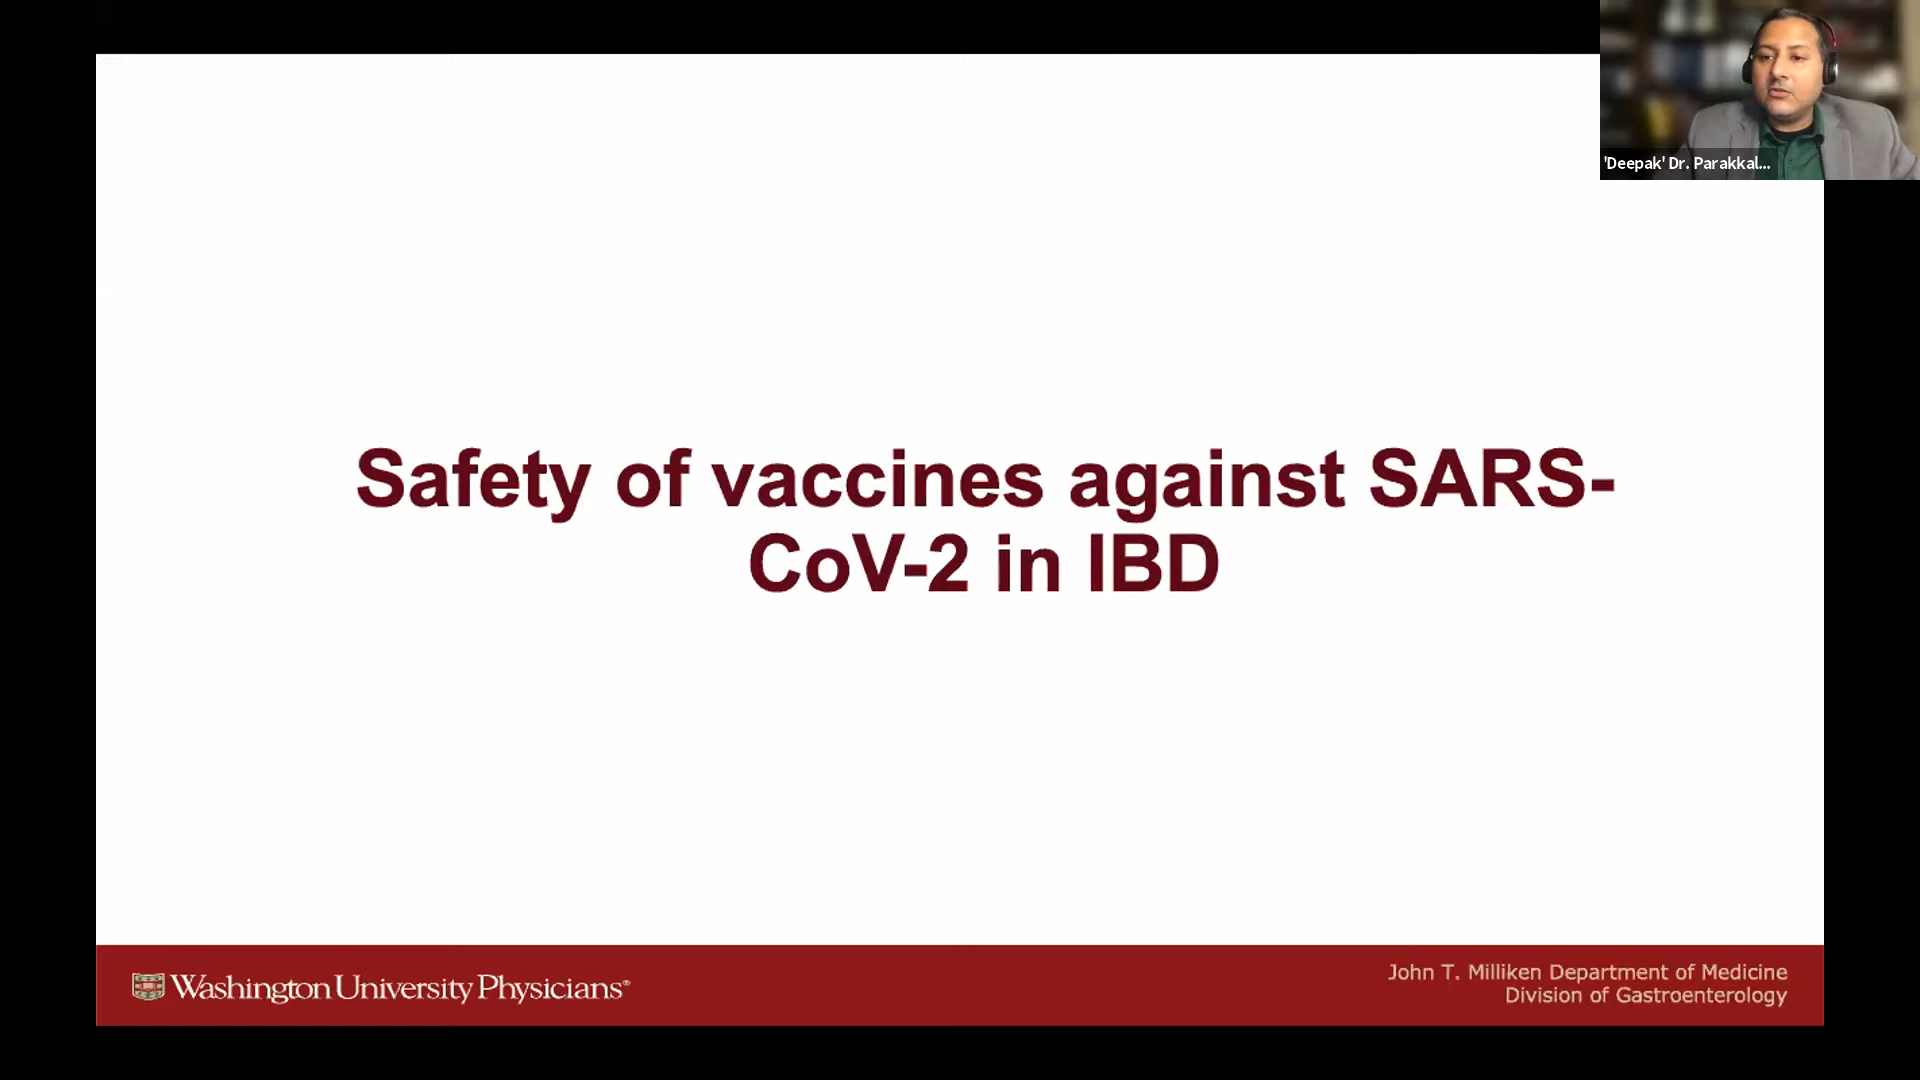 'Deepak' Dr. Parakkal...
Safety of vaccines against SARS-
CoV-2 in IBD
Washington University Physicians®
John T. Milliken Department of Medicine
Division of Gastroenterology